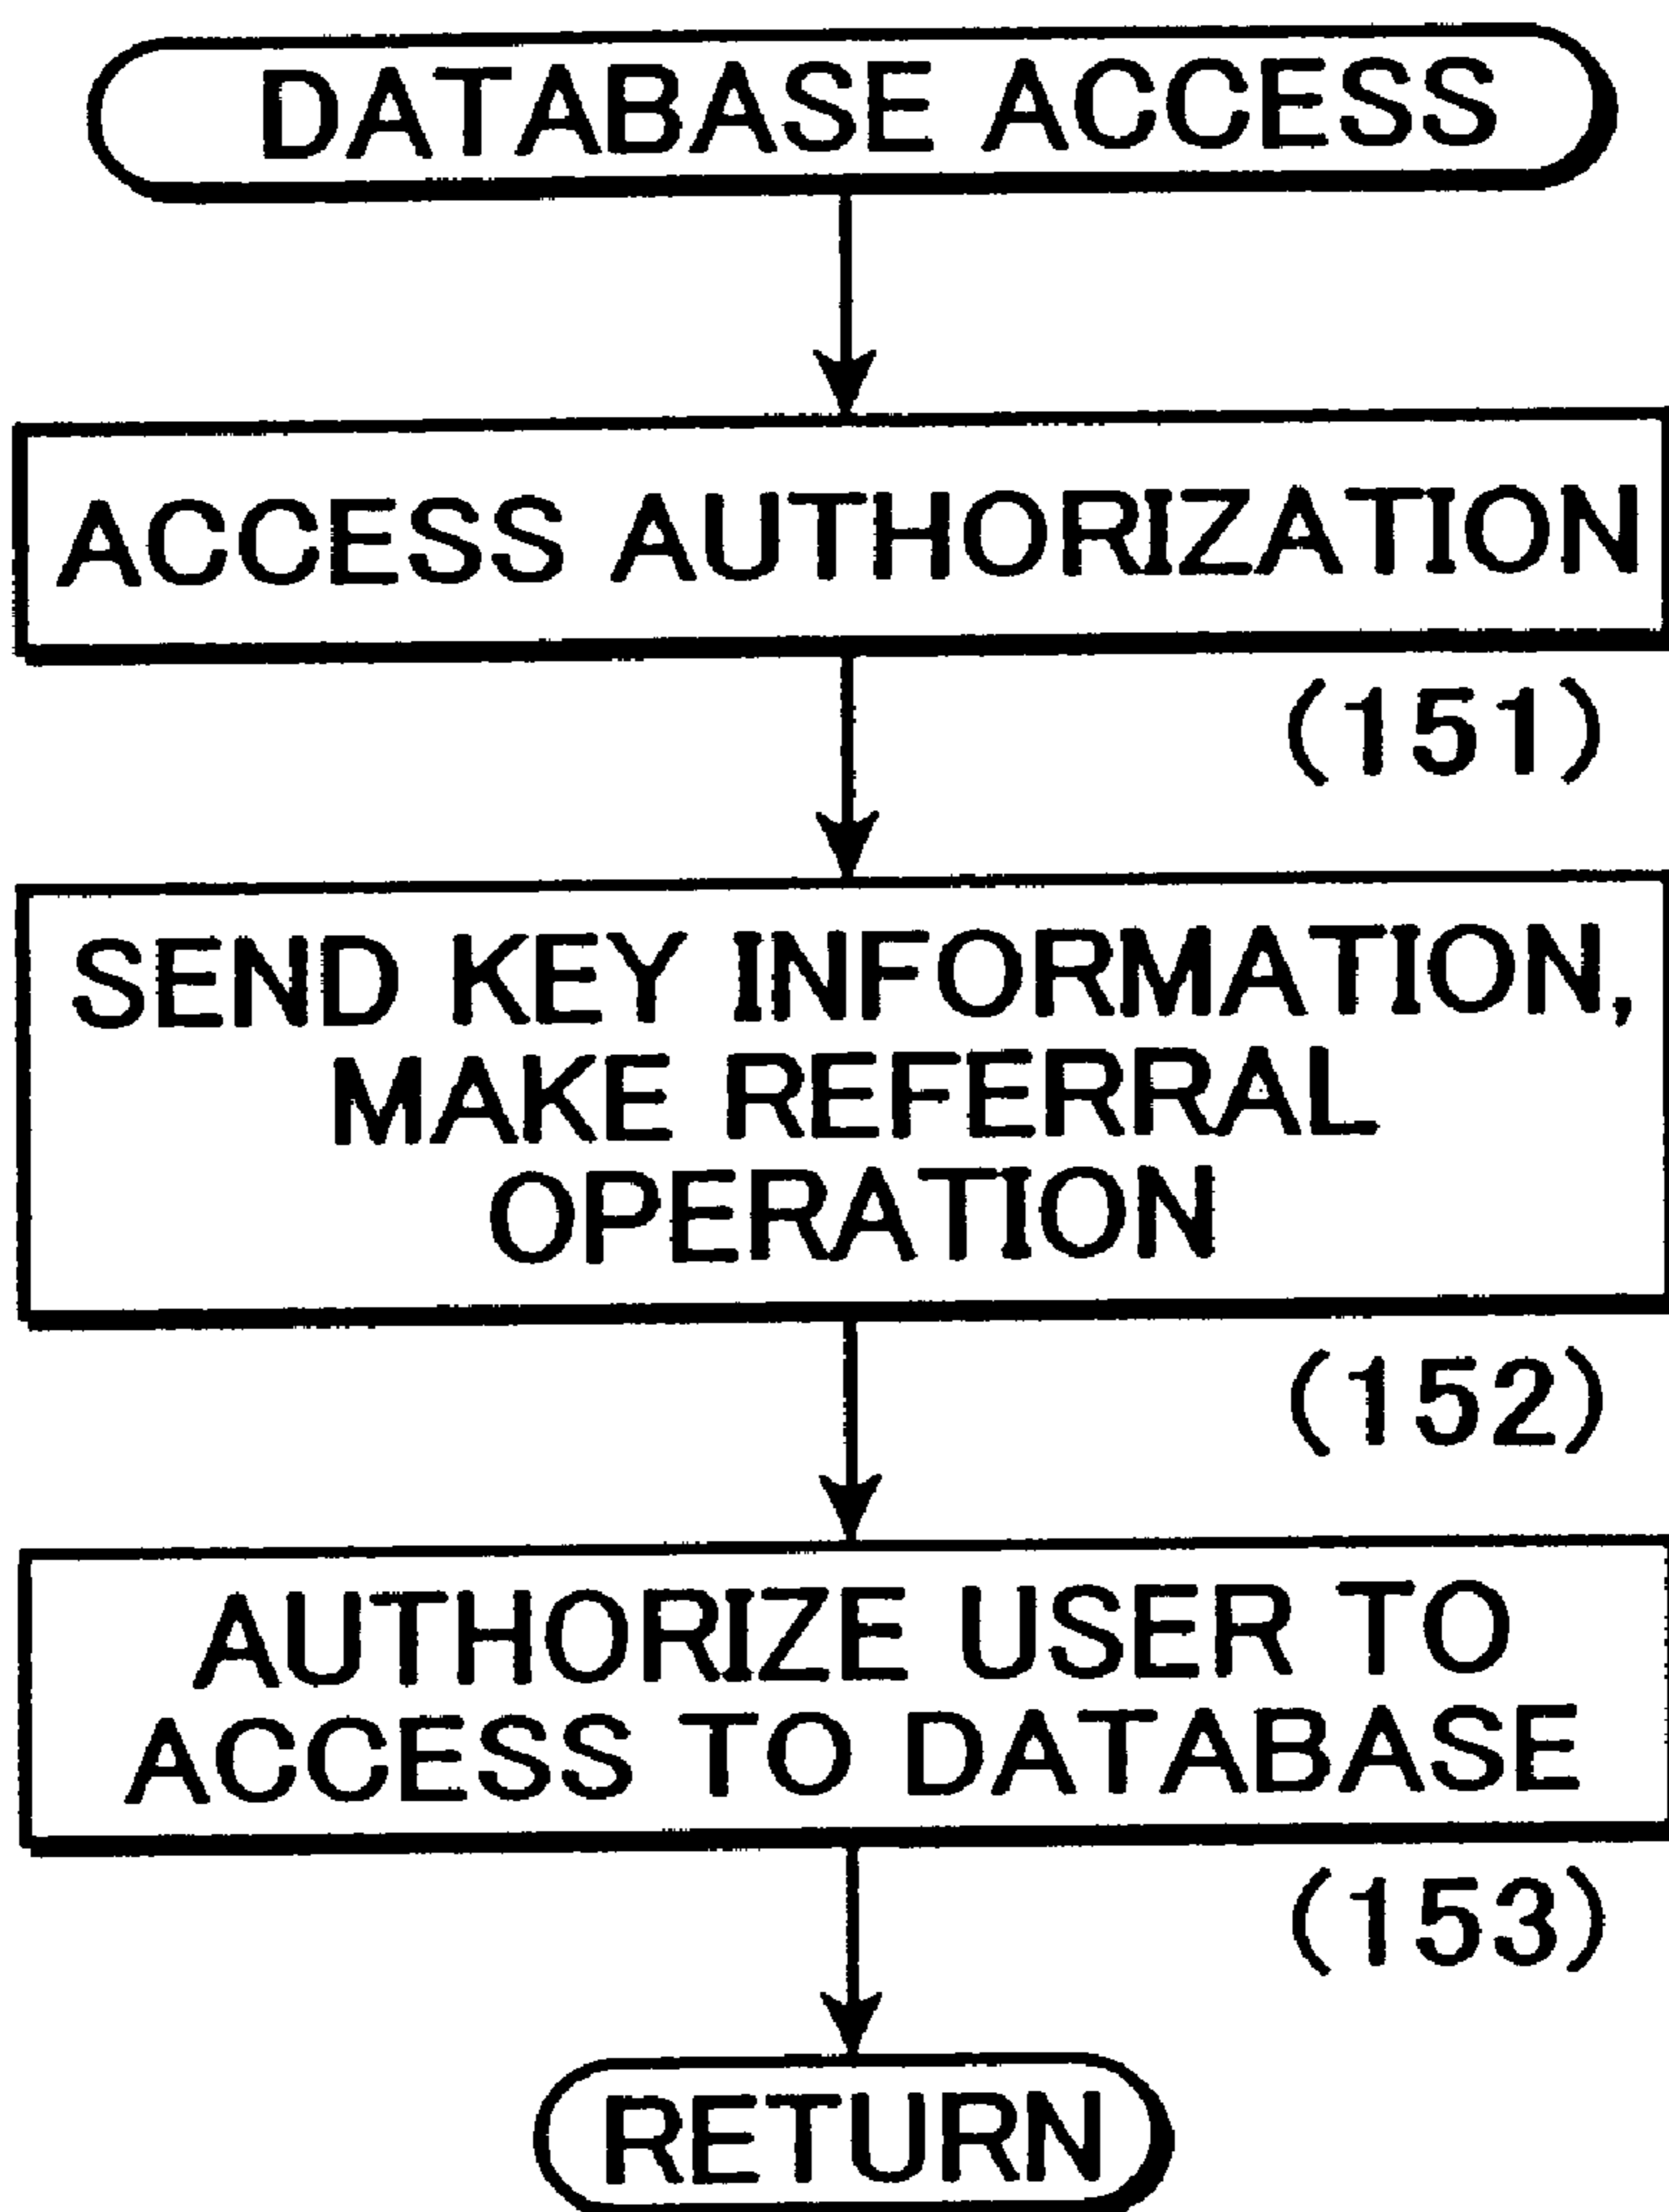 DATABASE ACCESS
ACCESS AUTHORIZATION
(151)
SEND KEY INFORMATION,
MAKE REFERRAL
OPERATION
(152)
AUTHORIZE USER TO
ACCESS TO DATABASE
(153)
RETURN